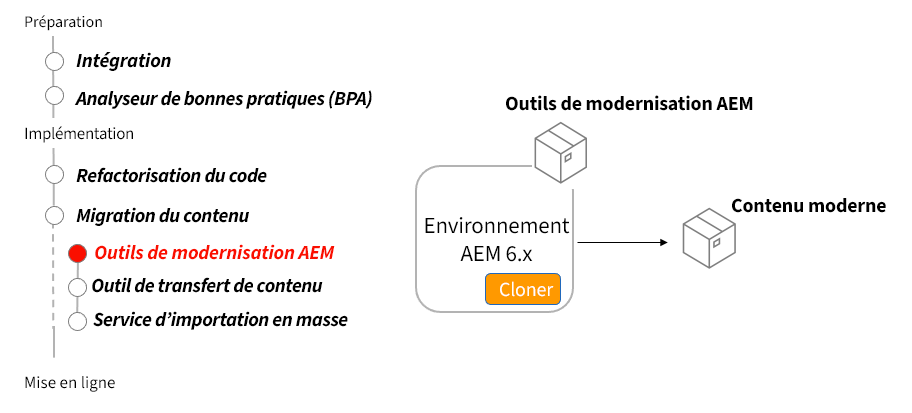 Préparation
Intégration
Analyseur de bonnes pratiques (BPA)
Implémentation
Refactorisation du code
Migration du contenu
Outils de modernisation AEM
Outil de transfert de contenu
Service d’importation en masse
Mise en ligne
Outils de modernisation AEM
Environnement
AEM 6.x
Cloner
Contenu moderne